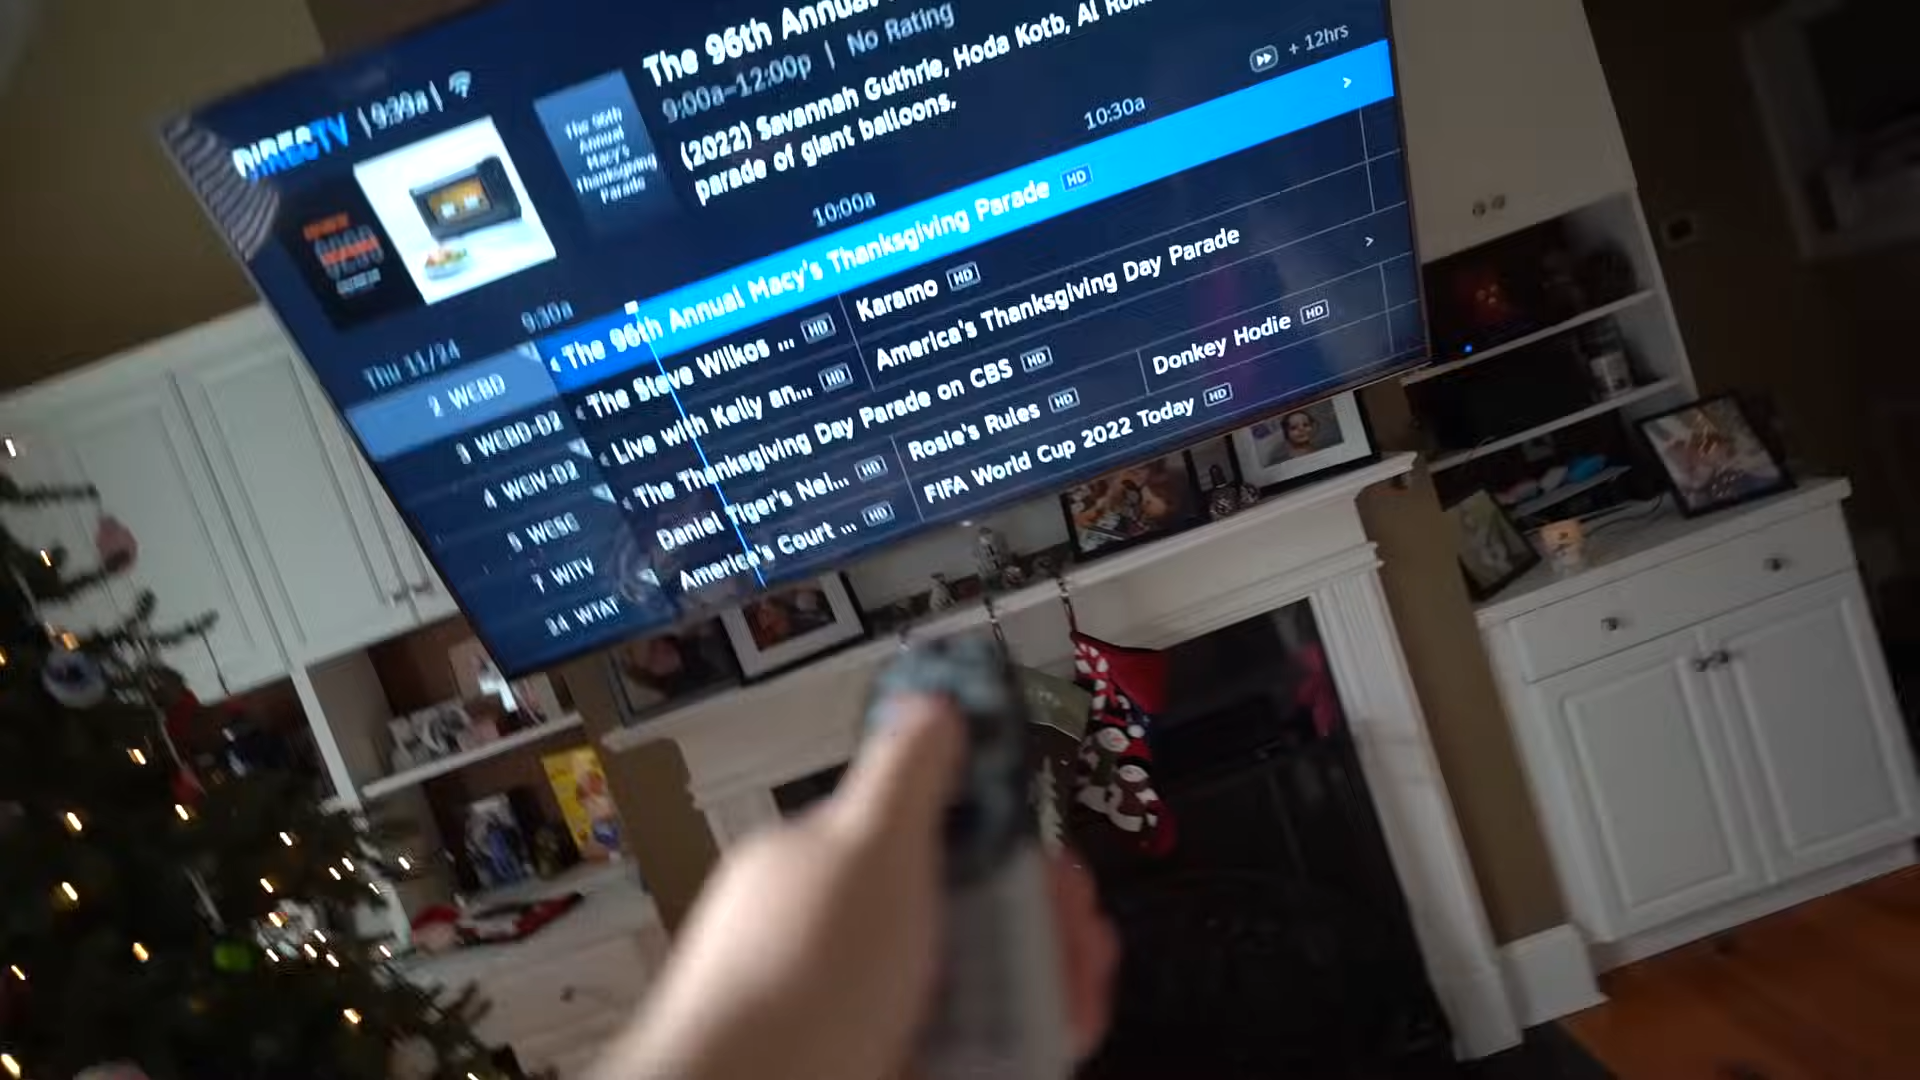 DIRECTV | 9:39a |
The 96th Annual
9:00a–12:00p | No Rating
(2022) Savannah Guthrie, Hoda Kotb, Al
parade of giant balloons.
The 96th
Annual
Macy's
Thanksgiving
Parade
+ 12hrs
Thu 11/24
9:30a
10:00a
10:30a
2 WCBD
The 96th Annual Macy's Thanksgiving Parade HD
3 WCBD-D2
The Steve Wilkos ... HD
Karamo HD
4 WCIV-D2
Live with Kelly an... HD
America's Thanksgiving Day Parade
5 WCSC
The Thanksgiving Day Parade on CBS HD
7 WITV
Daniel Tiger's Nei... HD
Rosie's Rules HD
Donkey Hodie HD
24 WTAT
America's Court ... HD
FIFA World Cup 2022 Today HD